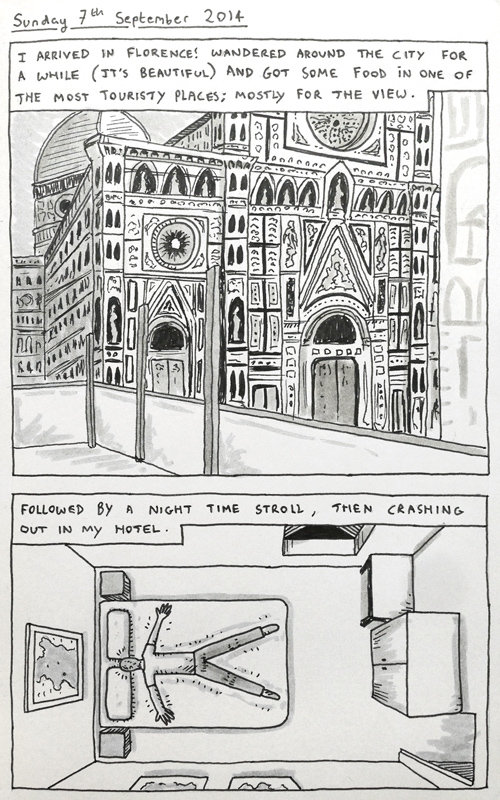 Sunday 7th September 2014
I ARRIVED IN FLORENCE! WANDERED AROUND THE CITY FOR
A WHILE (IT'S BEAUTIFUL) AND GOT SOME FOOD IN ONE OF
THE MOST TOURISTY PLACES; MOSTLY FOR THE VIEW.
FOLLOWED BY A NIGHT TIME STROLL, THEN CRASHING
OUT IN MY HOTEL.